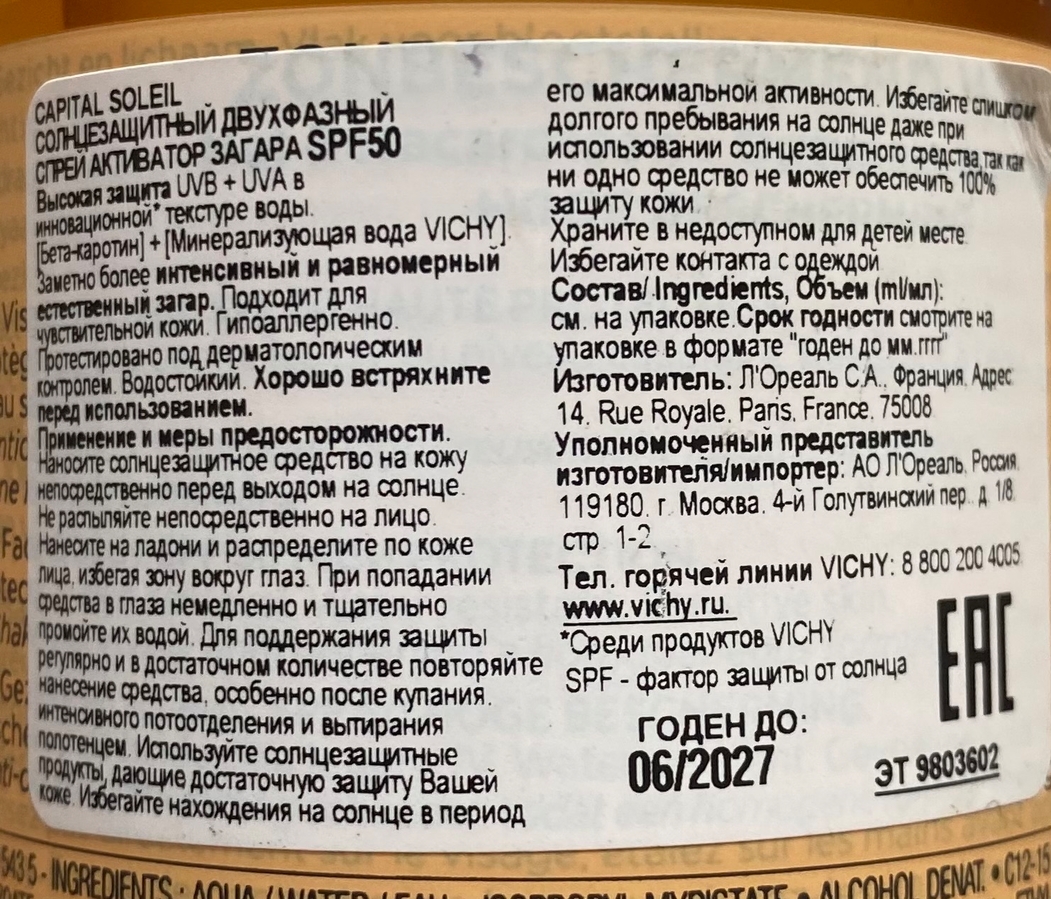 CAPITAL SOLEIL
СОЛНЦЕЗАЩИТНЫЙ ДВУХФАЗНЫЙ
СПРЕЙ АКТИВАТОР ЗАГАРА SPF50
Высокая защита UVB + UVA в
инновационной* текстуре воды.
[Бета-каротин] + [Минерализующая вода VICHY].
Заметно более интенсивный и равномерный
естественный загар. Подходит для
чувствительной кожи. Гипоаллергенно.
Протестировано под дерматологическим
контролем. Водостойкий. Хорошо встряхните
перед использованием.
Применение и меры предосторожности.
Наносите солнцезащитное средство на кожу
непосредственно перед выходом на солнце.
Не распыляйте непосредственно на лицо.
Нанесите на ладони и распределите по коже
лица, избегая зону вокруг глаз. При попадании
средства в глаза немедленно и тщательно
промойте их водой. Для поддержания защиты
регулярно и в достаточном количестве повторяйте
нанесение средства, особенно после купания,
интенсивного потоотделения и вытирания
полотенцем. Используйте солнцезащитные
продукты, дающие достаточную защиту Вашей
коже. Избегайте нахождения на солнце в период
его максимальной активности. Избегайте слишком
долгого пребывания на солнце даже при
использовании солнцезащитного средства, так как
ни одно средство не может обеспечить 100%
защиту кожи.
Храните в недоступном для детей месте.
Избегайте контакта с одеждой.
Состав/ Ingredients, Объем (ml/мл):
см. на упаковке. Срок годности смотрите на
упаковке в формате "годен до мм.гггг"
Изготовитель: Л'Ореаль С.А., Франция. Адрес:
14, Rue Royale, Paris, France, 75008.
Уполномоченный представитель
изготовителя/импортер: АО Л'Ореаль, Россия,
119180, г. Москва, 4-й Голутвинский пер., д. 1/8,
стр. 1-2
Тел. горячей линии VICHY: 8 800 200 4005
www.vichy.ru.
*Среди продуктов VICHY
SPF - фактор защиты от солнца
EAC
ГОДЕН ДО:
06/2027
ЭТ 9803602
543 5 - INGREDIENTS : AQUA / WATER / EAU • ISOPROPYL MYRISTATE • ALCOHOL DENAT. • C12-15